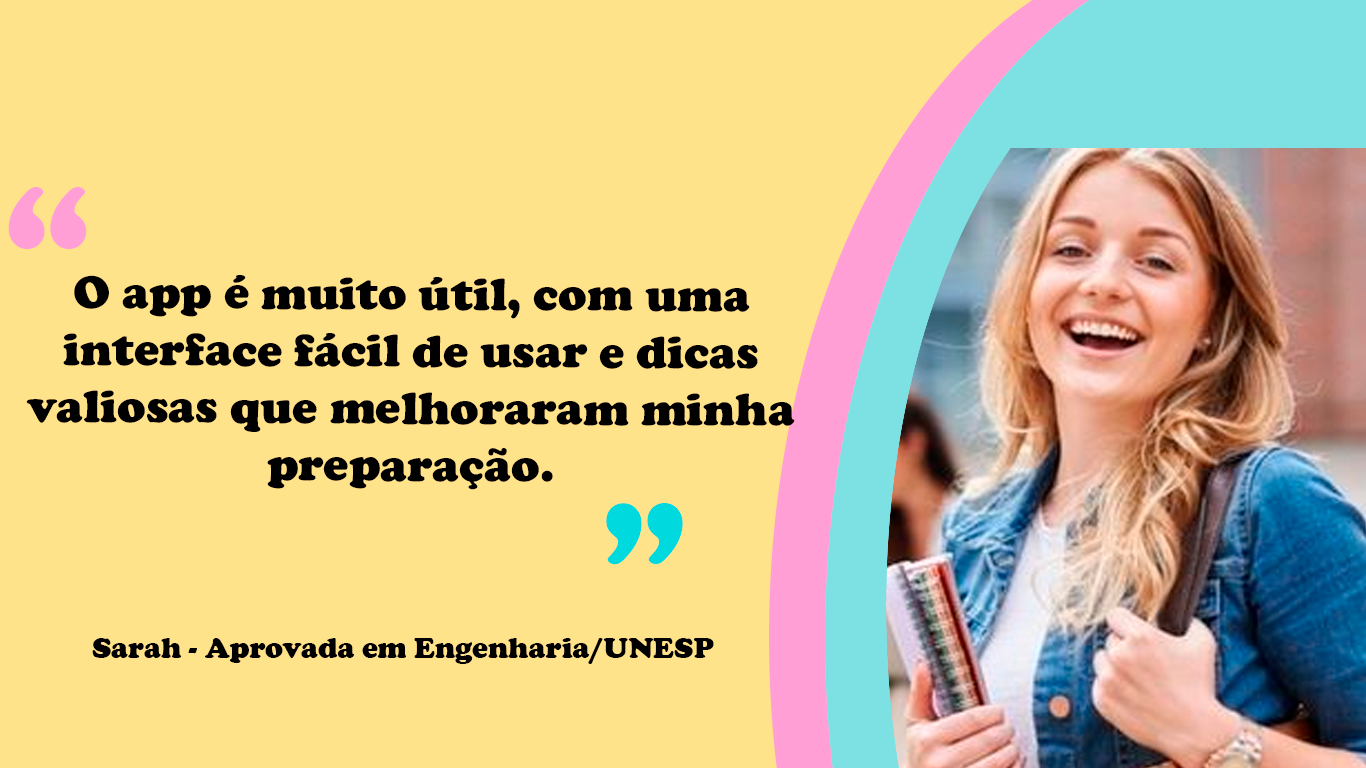 “
O app é muito útil, com uma
interface fácil de usar e dicas
valiosas que melhoraram minha
preparação.
”
Sarah - Aprovada em Engenharia/UNESP